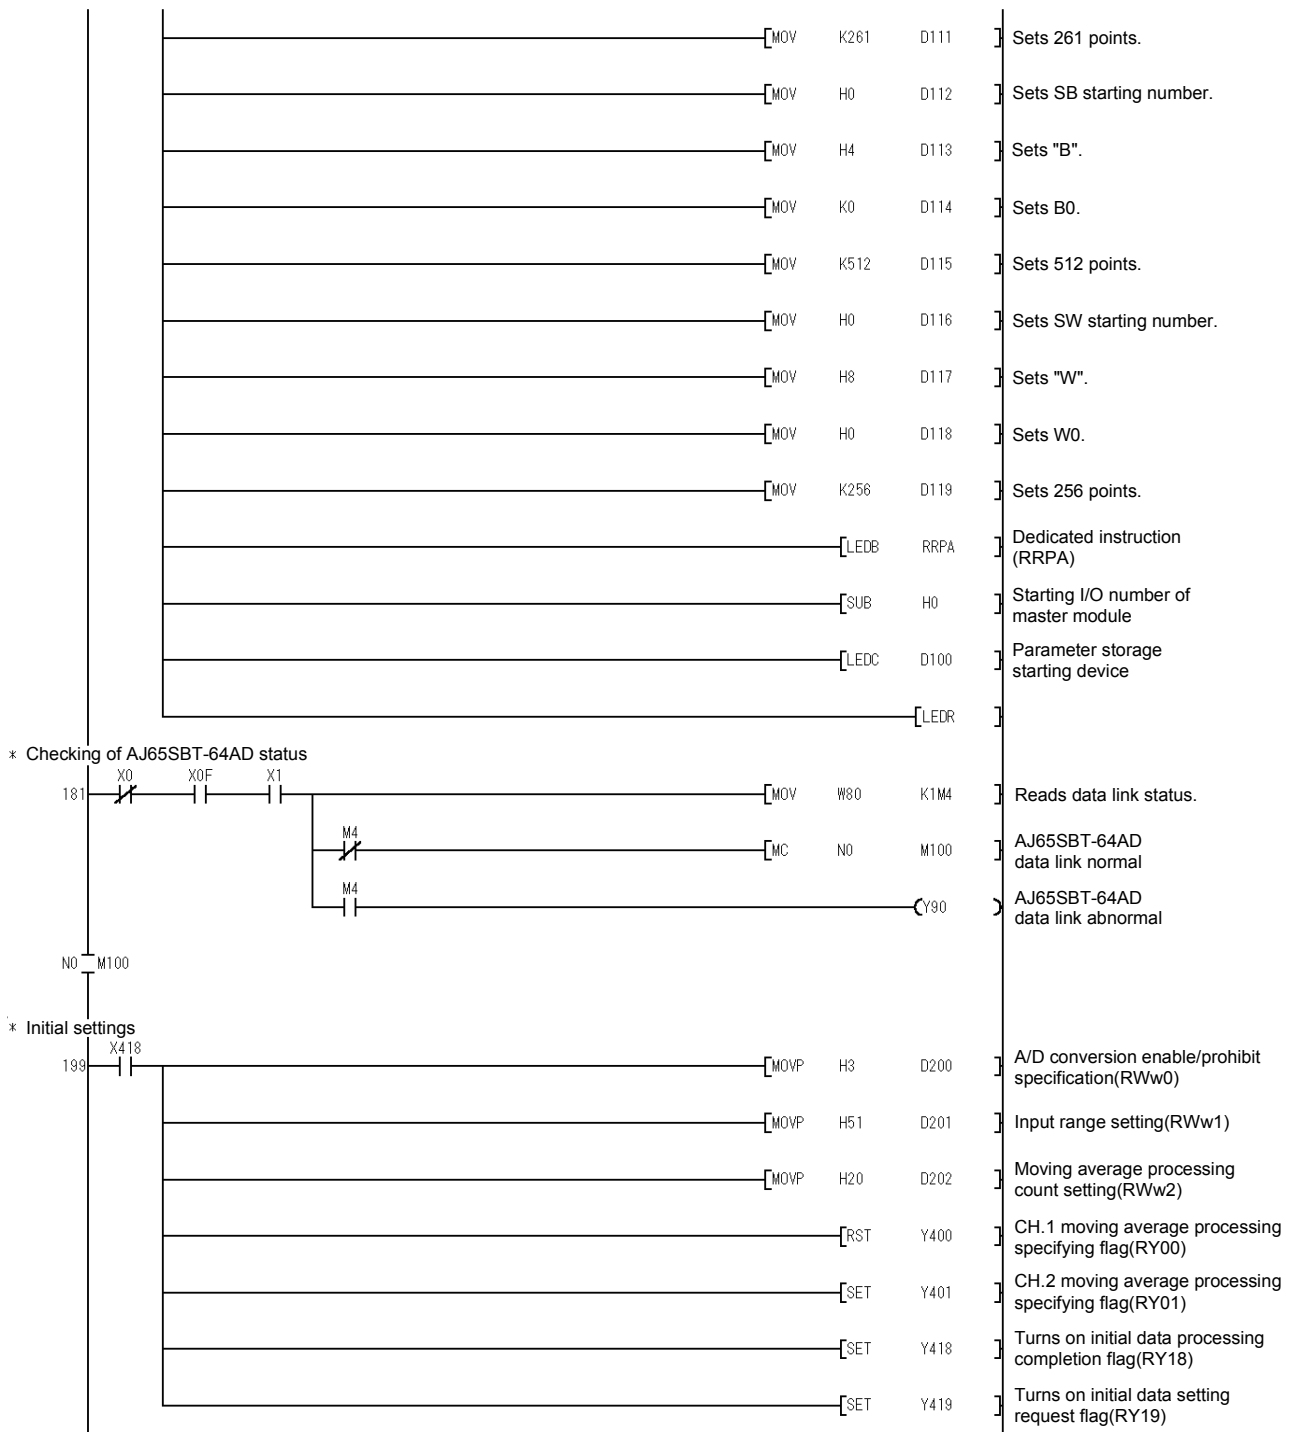 MOV K261 D111 Sets 261 points.
MOV H0 D112 Sets SB starting number.
MOV H4 D113 Sets "B".
MOV K0 D114 Sets B0.
MOV K512 D115 Sets 512 points.
MOV H0 D116 Sets SW starting number.
MOV H8 D117 Sets "W".
MOV H0 D118 Sets W0.
MOV K256 D119 Sets 256 points.
LEDB RRPA Dedicated instruction
(RRPA)
SUB H0 Starting I/O number of
master module
LEDC D100 Parameter storage
starting device
LEDR
* Checking of AJ65SBT-64AD status
X0 X0F X1
181 MOV W80 K1M4 Reads data link status.
M4
MC N0 M100 AJ65SBT-64AD
data link normal
M4
Y90 AJ65SBT-64AD
data link abnormal
N0 M100
* Initial settings
X418
199 MOVP H3 D200 A/D conversion enable/prohibit
specification(RWw0)
MOVP H51 D201 Input range setting(RWw1)
MOVP H20 D202 Moving average processing
count setting(RWw2)
RST Y400 CH.1 moving average processing
specifying flag(RY00)
SET Y401 CH.2 moving average processing
specifying flag(RY01)
SET Y418 Turns on initial data processing
completion flag(RY18)
SET Y419 Turns on initial data setting
request flag(RY19)